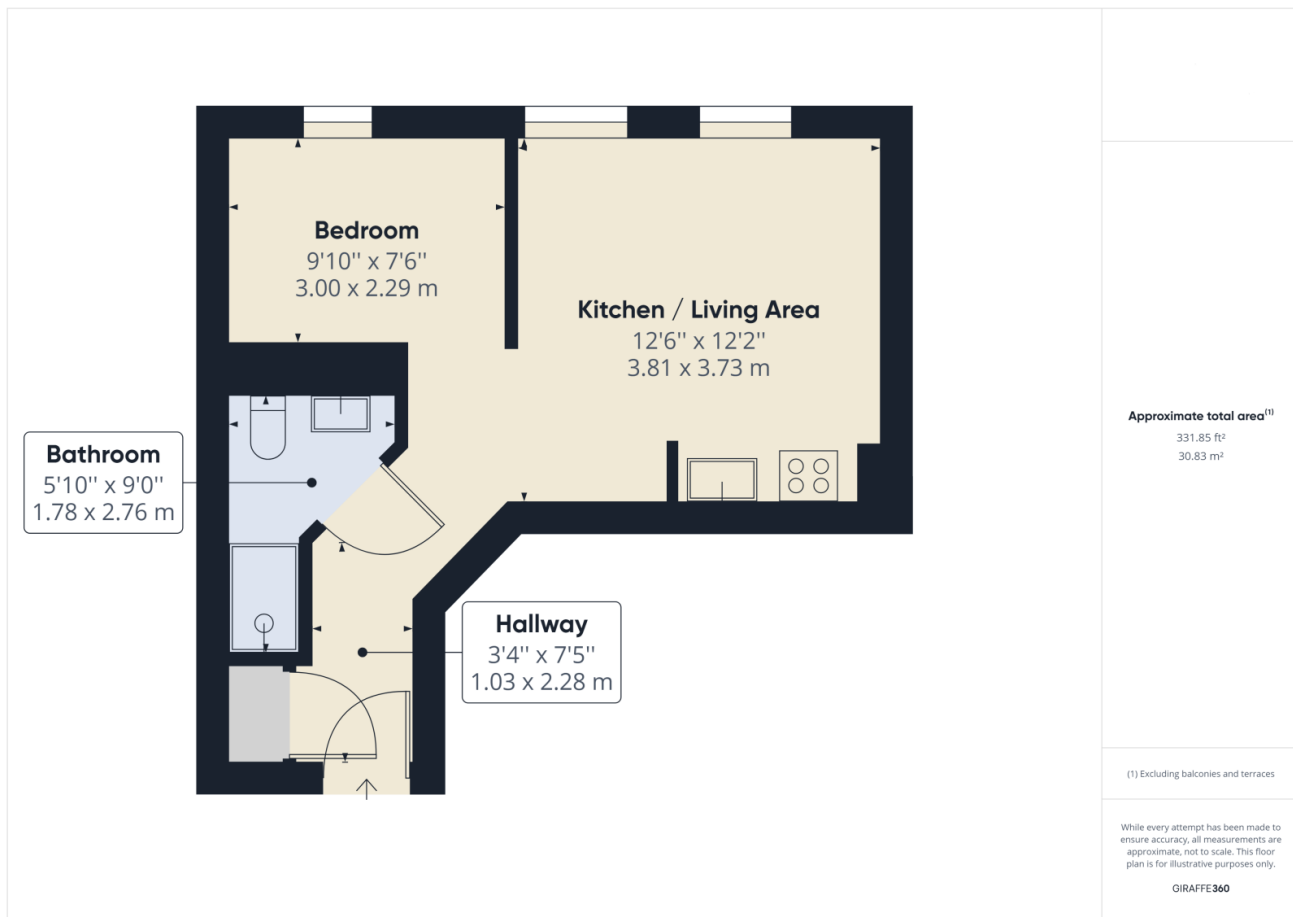 Bedroom
9'10'' x 7'6''
3.00 x 2.29 m
Kitchen / Living Area
12'6'' x 12'2''
3.81 x 3.73 m
Bathroom
5'10'' x 9'0''
1.78 x 2.76 m
Hallway
3'4'' x 7'5''
1.03 x 2.28 m
Approximate total area(1)
331.85 ft²
30.83 m²
(1) Excluding balconies and terraces
While every attempt has been made to
ensure accuracy, all measurements are
approximate, not to scale. This floor
plan is for illustrative purposes only.
GIRAFFE360